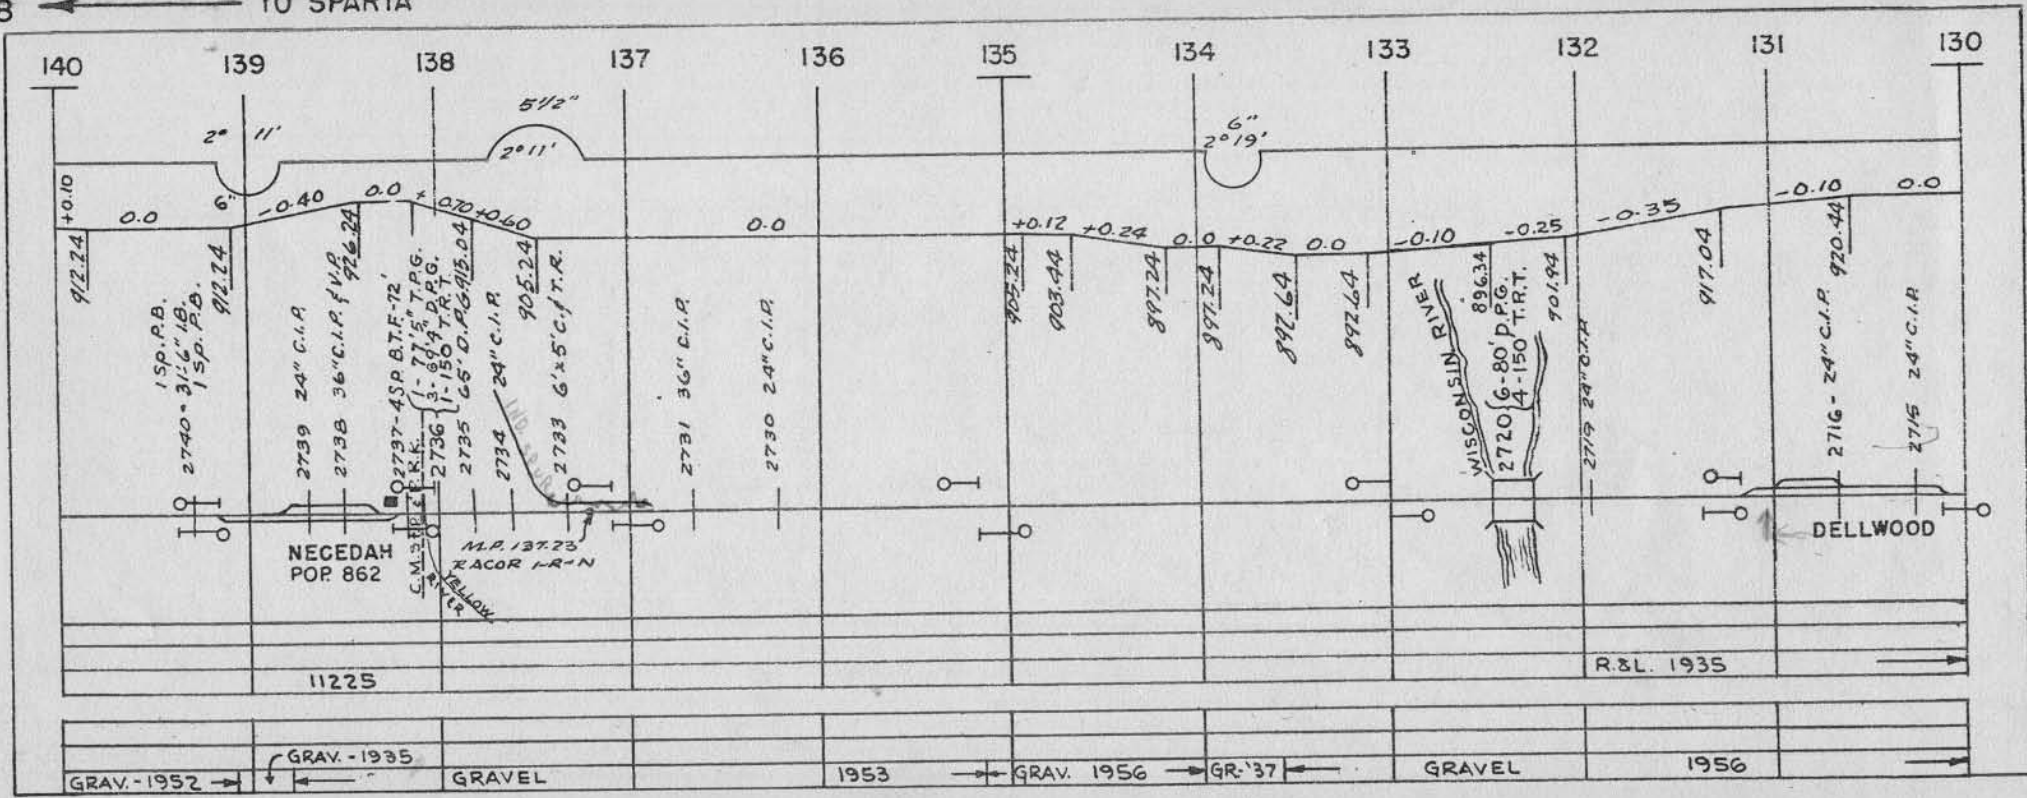 TO SPARTA
140 139 138 137 136 135 134 133 132 131 130
2° 11'
6"
5 1/2"
2° 11'
6"
2° 19'
+0.10 0.0 -0.40 0.0 + 0.70 +0.60 0.0 +0.12 +0.24 0.0 +0.22 0.0 -0.10 -0.25 -0.35 -0.10 0.0
912.24 912.24 926.24 915.04 905.24 905.24 903.44 897.24 897.24 892.64 892.64 896.34 901.94 917.04 920.44
1 SP. P.B.
2740 - 31'-6" I.B.
1 SP. P.B.
2739 24" C.I.P.
2738 36" C.I.P. & V.I.P.
2737 - 4 SP. B.T.F-72'
C.M.ST.P. & P. R.R.
1 - 77'5" T.P.G.
2736 3 - 69'4" D.P.G.
1 - 150' T.R.T.
2735 65' D.P.G.
2734 24" C.I.P.
IND. SPUR
2733 6'x5' C. & T.R.
2731 36" C.I.P.
2730 24" C.I.P.
WISCONSIN RIVER
2720 6-80' D.P.G.
4-150' T.R.T.
2719 24" C.I.P.
2716 - 24" C.I.P.
2715 24" C.I.P.
NECEDAH
POP. 862
YELLOW RIVER
M.P. 137.23
RACOR 1-R-N
DELLWOOD
R.&L. 1935
11225
GRAV. - 1935
GRAV. - 1952 GRAVEL 1953 GRAV. 1956 GR.-'37 GRAVEL 1956